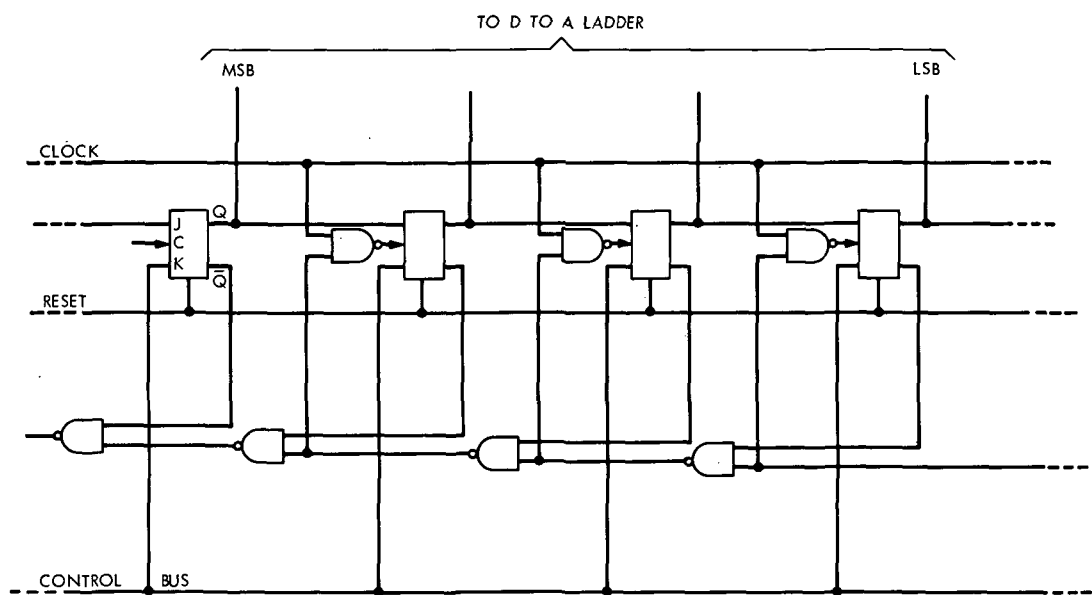 TO D TO A LADDER
MSB
LSB
CLOCK
J
Q
C
K
Q̅
RESET
CONTROL BUS